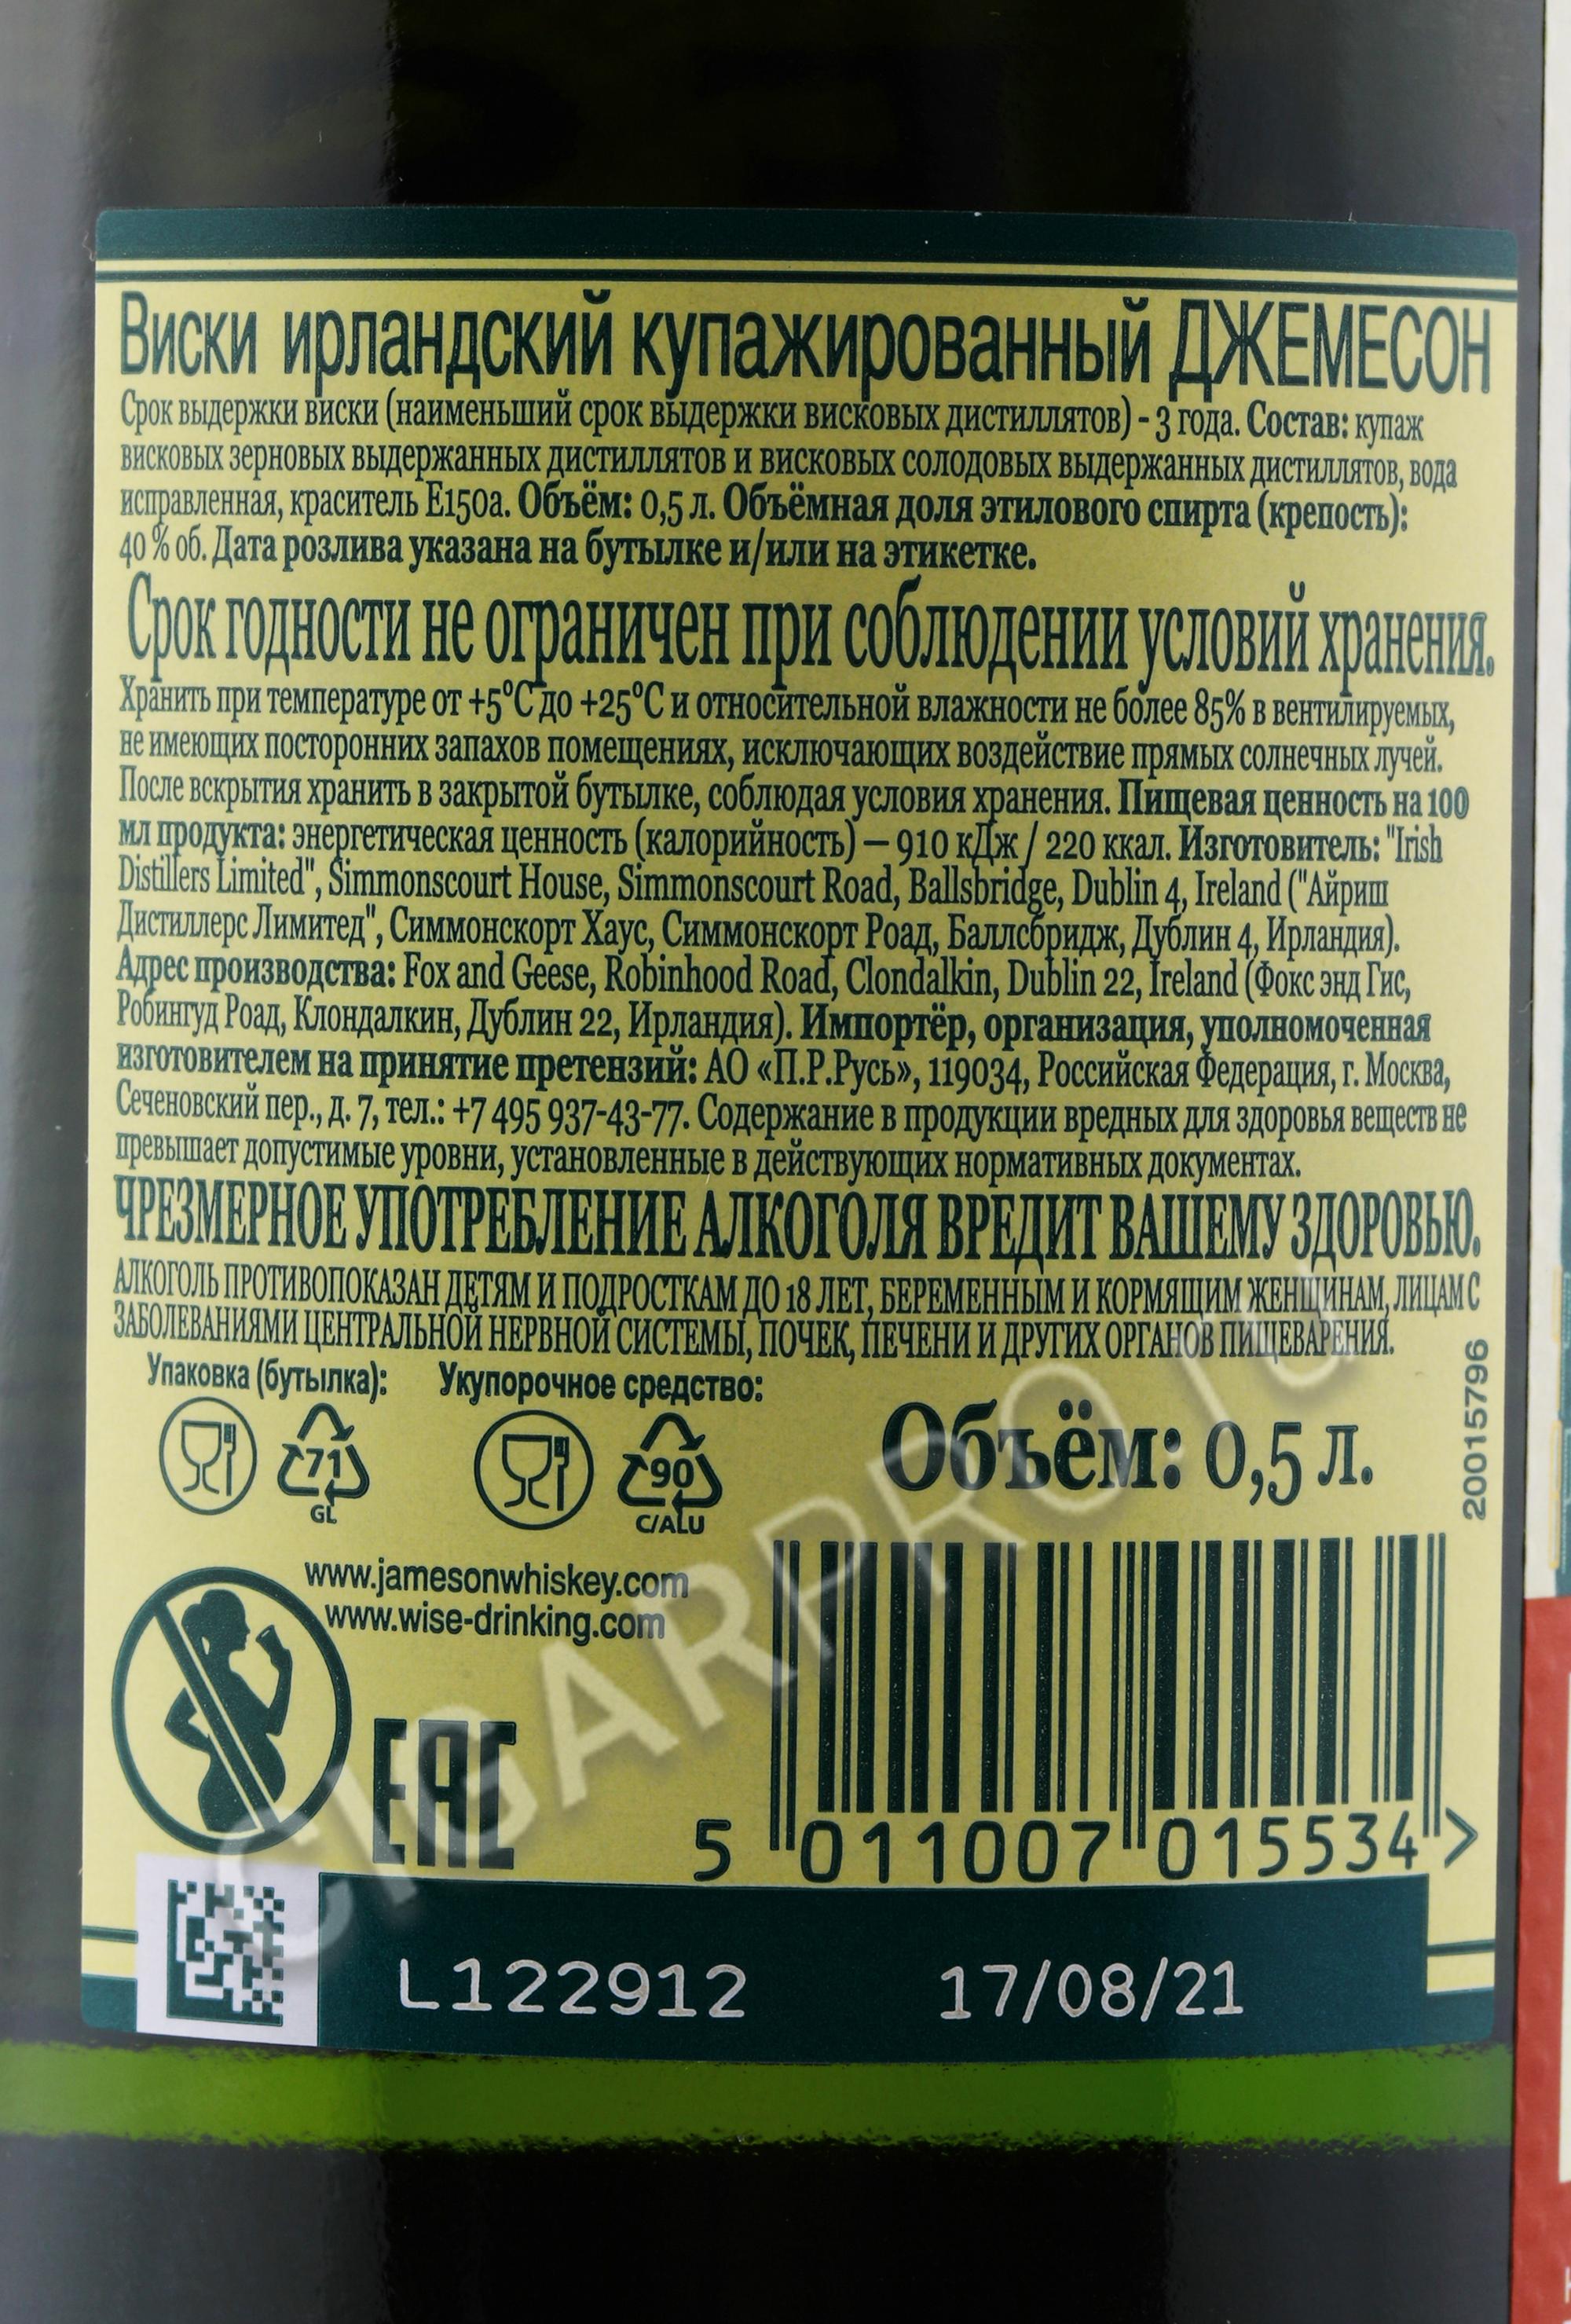 Виски ирландский купажированный ДЖЕМЕСОН
Срок выдержки виски (наименьший срок выдержки висковых дистиллятов) - 3 года. Состав: купаж
висковых зерновых выдержанных дистиллятов и висковых солодовых выдержанных дистиллятов, вода
исправленная, краситель Е150а. Объём: 0,5 л. Объёмная доля этилового спирта (крепость):
40 % об. Дата розлива указана на бутылке и/или на этикетке.
Срок годности не ограничен при соблюдении условий хранения.
Хранить при температуре от +5°С до +25°С и относительной влажности не более 85% в вентилируемых,
не имеющих посторонних запахов помещениях, исключающих воздействие прямых солнечных лучей.
После вскрытия хранить в закрытой бутылке, соблюдая условия хранения. Пищевая ценность на 100
мл продукта: энергетическая ценность (калорийность) – 910 кДж / 220 ккал. Изготовитель: "Irish
Distillers Limited", Simmonscourt House, Simmonscourt Road, Ballsbridge, Dublin 4, Ireland ("Айриш
Дистиллерс Лимитед", Симмонскорт Хаус, Симмонскорт Роад, Баллсбридж, Дублин 4, Ирландия).
Адрес производства: Fox and Geese, Robinhood Road, Clondalkin, Dublin 22, Ireland (Фокс энд Гис,
Робингуд Роад, Клондалкин, Дублин 22, Ирландия). Импортёр, организация, уполномоченная
изготовителем на принятие претензий: АО «П.Р.Русь», 119034, Российская Федерация, г. Москва,
Сеченовский пер., д. 7, тел.: +7 495 937-43-77. Содержание в продукции вредных для здоровья веществ не
превышает допустимые уровни, установленные в действующих нормативных документах.
ЧРЕЗМЕРНОЕ УПОТРЕБЛЕНИЕ АЛКОГОЛЯ ВРЕДИТ ВАШЕМУ ЗДОРОВЬЮ.
АЛКОГОЛЬ ПРОТИВОПОКАЗАН ДЕТЯМ И ПОДРОСТКАМ ДО 18 ЛЕТ, БЕРЕМЕННЫМ И КОРМЯЩИМ ЖЕНЩИНАМ, ЛИЦАМ С
ЗАБОЛЕВАНИЯМИ ЦЕНТРАЛЬНОЙ НЕРВНОЙ СИСТЕМЫ, ПОЧЕК, ПЕЧЕНИ И ДРУГИХ ОРГАНОВ ПИЩЕВАРЕНИЯ.
Упаковка (бутылка): Укупорочное средство:
71
GL
90
C/ALU
Объём: 0,5 л.
20015796
www.jamesonwhiskey.com
www.wise-drinking.com
EAC
5 011007 015534 >
L122912 17/08/21
CIGARPRO.ru